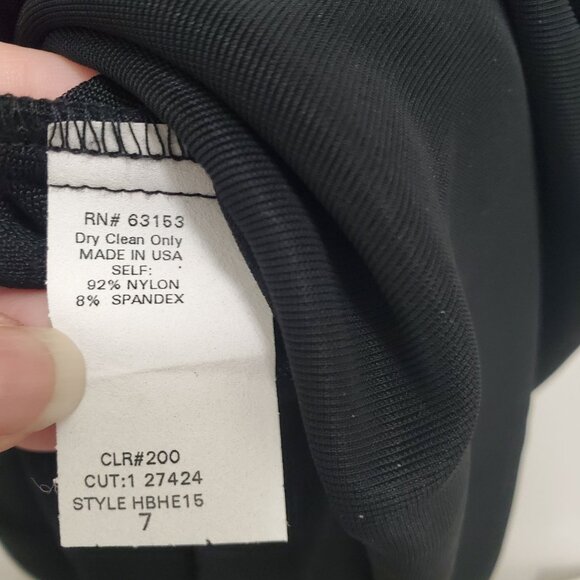 RN# 63153
Dry Clean Only
MADE IN USA
SELF:
92% NYLON
8% SPANDEX
CLR#200
CUT:1 27424
STYLE HBHE15
7